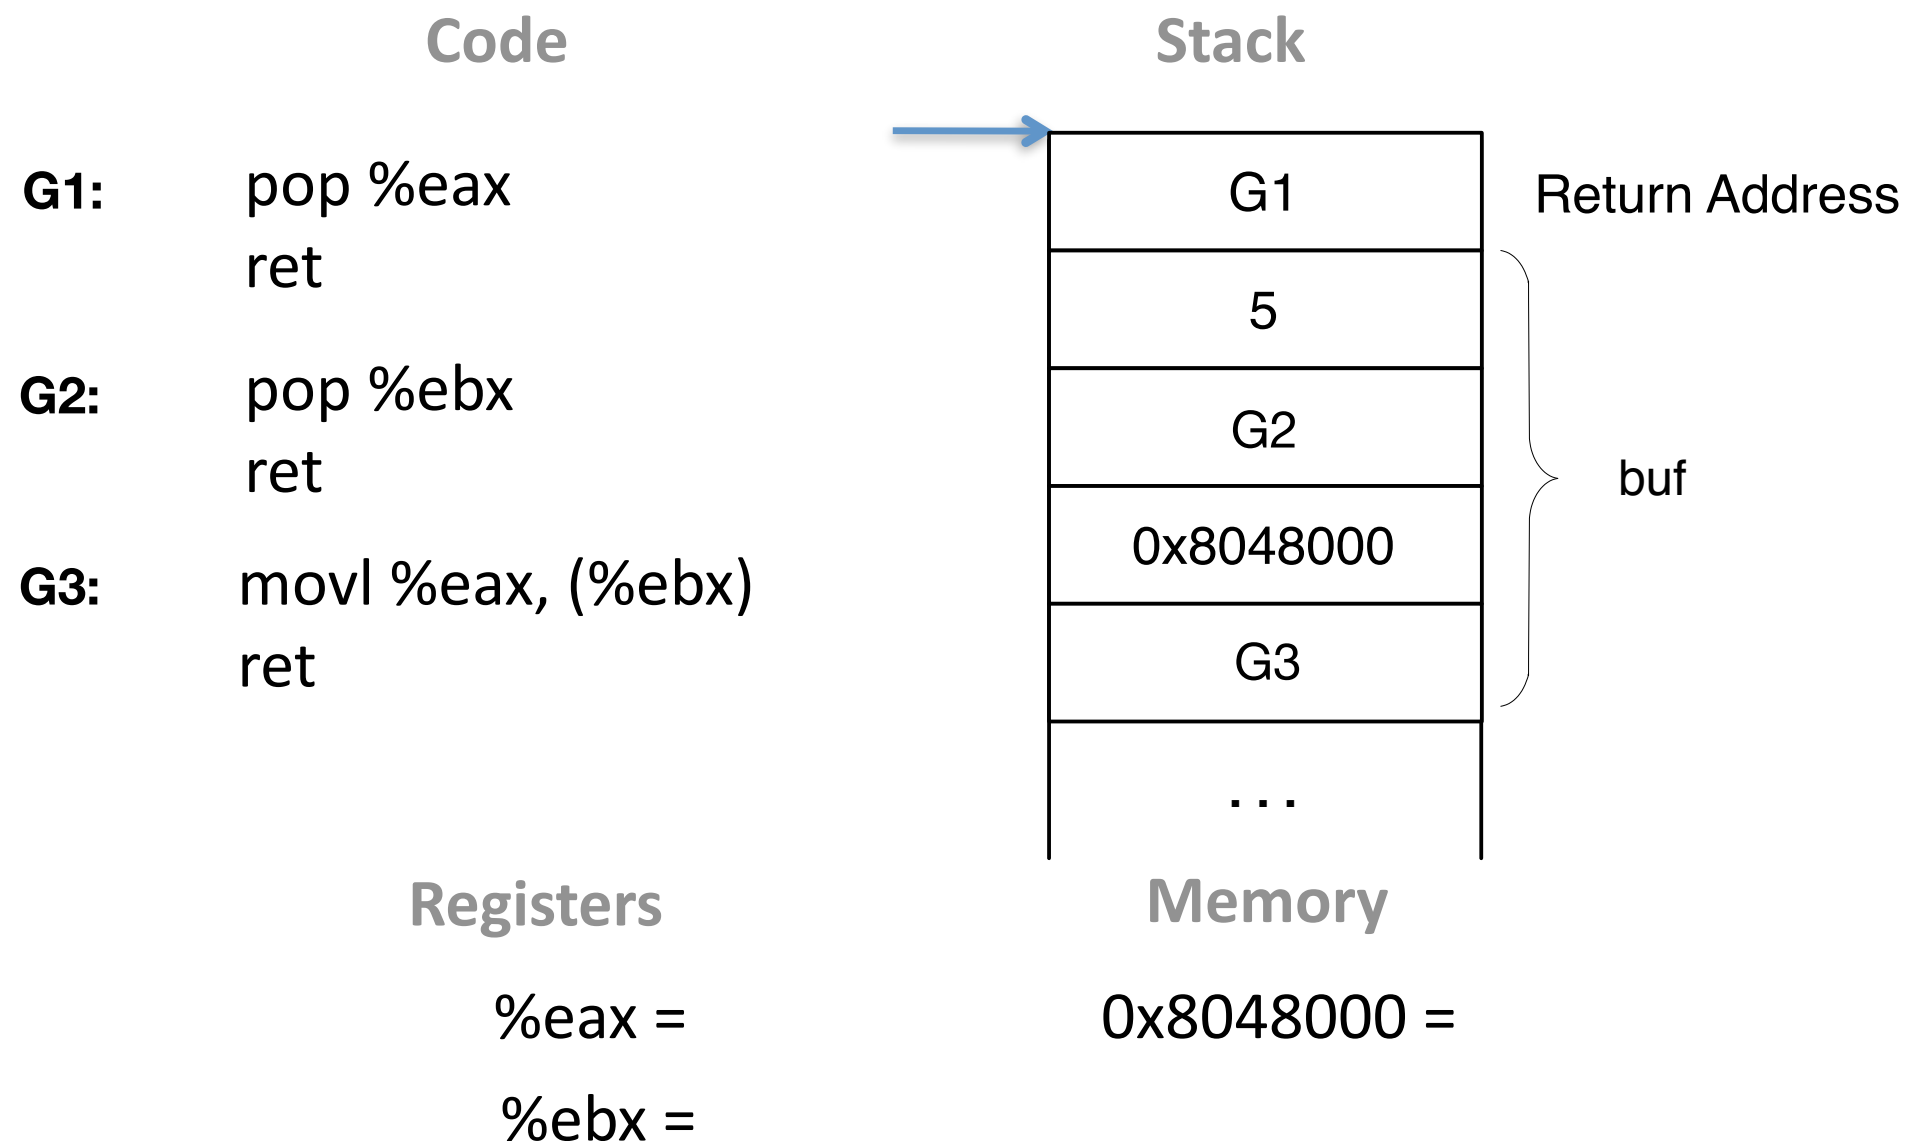 Code
G1: pop %eax
ret
G2: pop %ebx
ret
G3: movl %eax, (%ebx)
ret
Stack
G1 Return Address
5
G2
buf
0x8048000
G3
...
Registers
%eax =
%ebx =
Memory
0x8048000 =